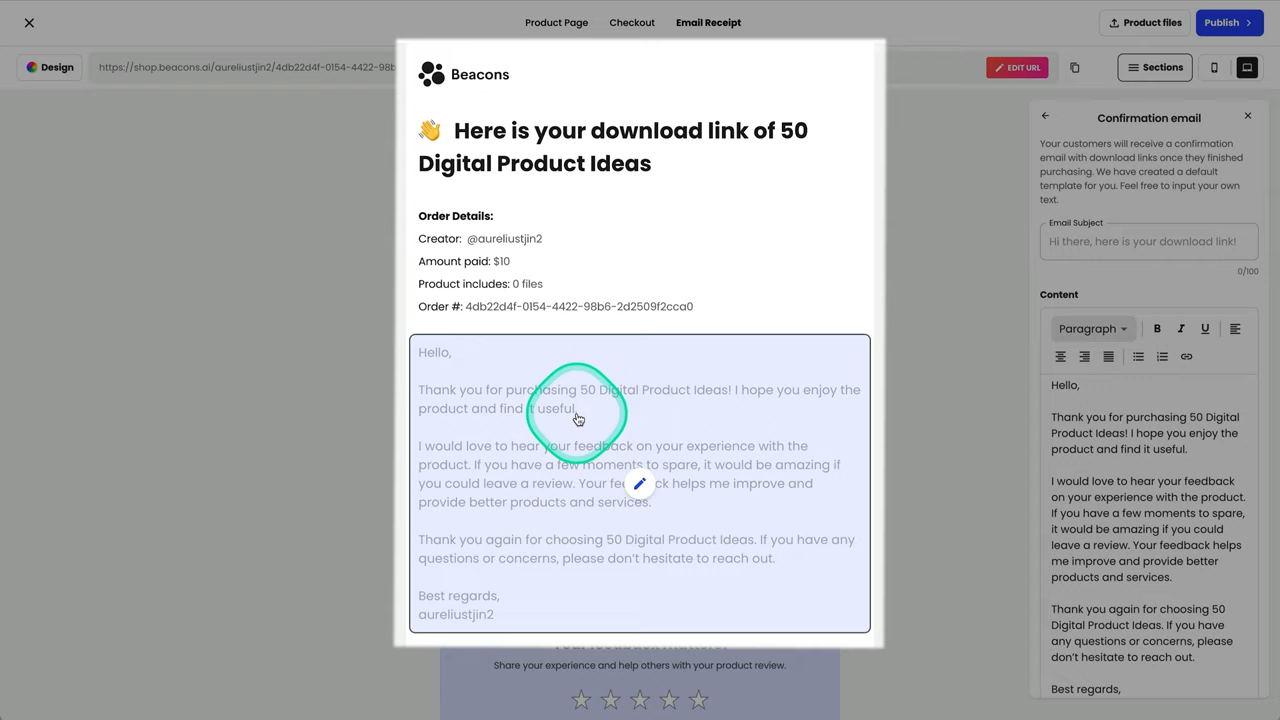 Product Page
Checkout
Email Receipt
Product files
Publish
Design
https://shop.beacons.ai/aureliustjin2/4db22d4f-0154-4422-98b
EDIT URL
Sections
Beacons
👋 Here is your download link of 50
Digital Product Ideas
Order Details:
Creator: @aureliustjin2
Amount paid: $10
Product includes: 0 files
Order #: 4db22d4f-0154-4422-98b6-2d2509f2cca0
Hello,
Thank you for purchasing 50 Digital Product Ideas! I hope you enjoy the
product and find it useful.
I would love to hear your feedback on your experience with the
product. If you have a few moments to spare, it would be amazing if
you could leave a review. Your feedback helps me improve and
provide better products and services.
Thank you again for choosing 50 Digital Product Ideas. If you have any
questions or concerns, please don't hesitate to reach out.
Best regards,
aureliustjin2
Share your experience and help others with your product review.
Confirmation email
Your customers will receive a confirmation
email with download links once they finished
purchasing. We have created a default
template for you. Feel free to input your own
text.
Email Subject
Hi there, here is your download link!
0/100
Content
Paragraph
B I U
Hello,
Thank you for purchasing 50 Digital
Product Ideas! I hope you enjoy the
product and find it useful.
I would love to hear your feedback
on your experience with the product.
If you have a few moments to spare,
it would be amazing if you could
leave a review. Your feedback helps
me improve and provide better
products and services.
Thank you again for choosing 50
Digital Product Ideas. If you have
any questions or concerns, please
don't hesitate to reach out.
Best regards,